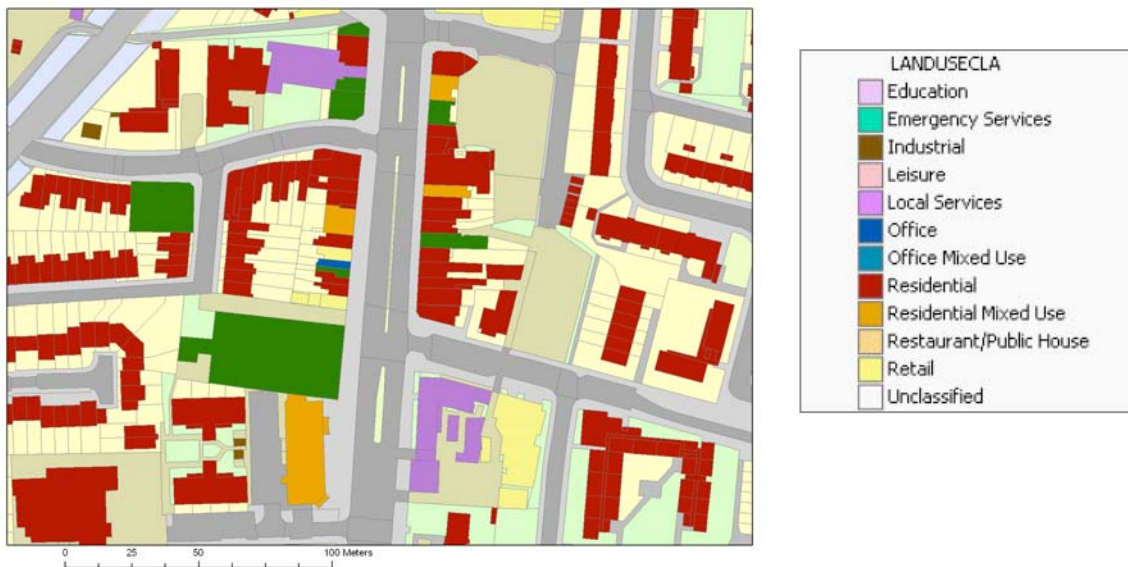 LANDUSECLA
Education
Emergency Services
Industrial
Leisure
Local Services
Office
Office Mixed Use
Residential
Residential Mixed Use
Restaurant/Public House
Retail
Unclassified
0 25 50 100 Meters